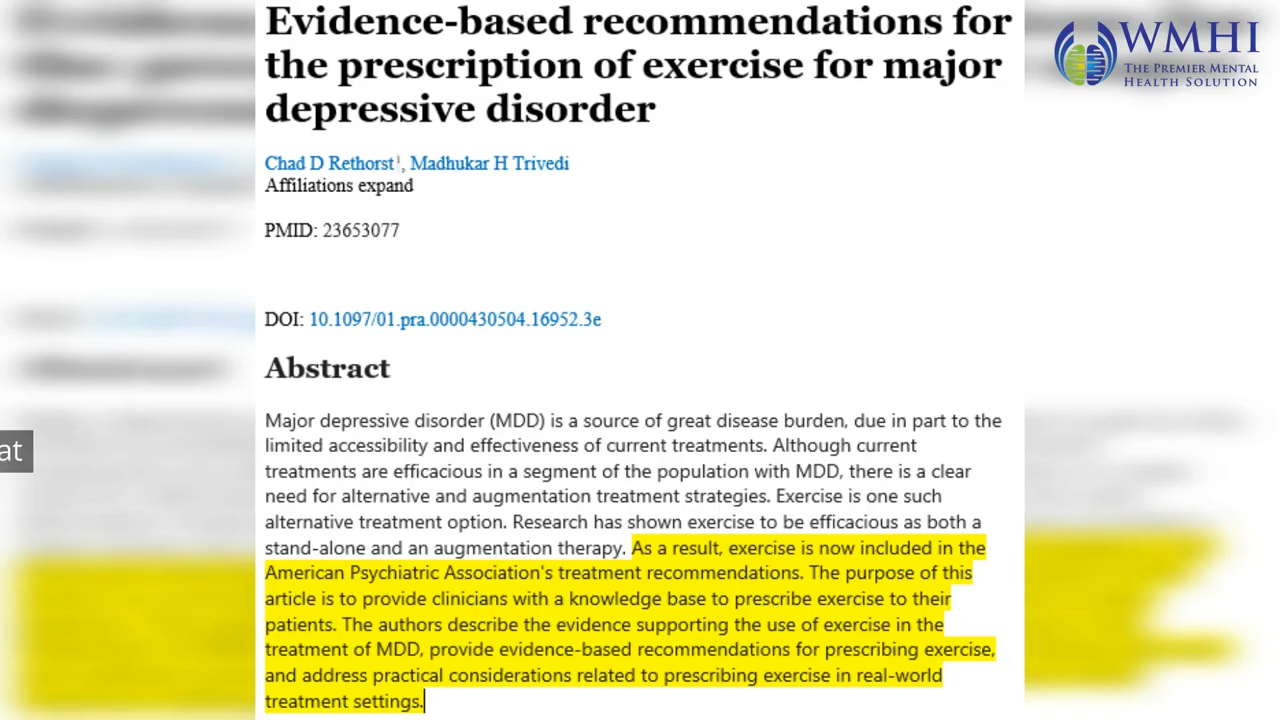 Evidence-based recommendations for
the prescription of exercise for major
depressive disorder
WMHI
THE PREMIER MENTAL
HEALTH SOLUTION
Chad D Rethorst 1, Madhukar H Trivedi
Affiliations expand
PMID: 23653077
DOI: 10.1097/01.pra.0000430504.16952.3e
Abstract
Major depressive disorder (MDD) is a source of great disease burden, due in part to the
limited accessibility and effectiveness of current treatments. Although current
treatments are efficacious in a segment of the population with MDD, there is a clear
need for alternative and augmentation treatment strategies. Exercise is one such
alternative treatment option. Research has shown exercise to be efficacious as both a
stand-alone and an augmentation therapy. As a result, exercise is now included in the
American Psychiatric Association's treatment recommendations. The purpose of this
article is to provide clinicians with a knowledge base to prescribe exercise to their
patients. The authors describe the evidence supporting the use of exercise in the
treatment of MDD, provide evidence-based recommendations for prescribing exercise,
and address practical considerations related to prescribing exercise in real-world
treatment settings.
at